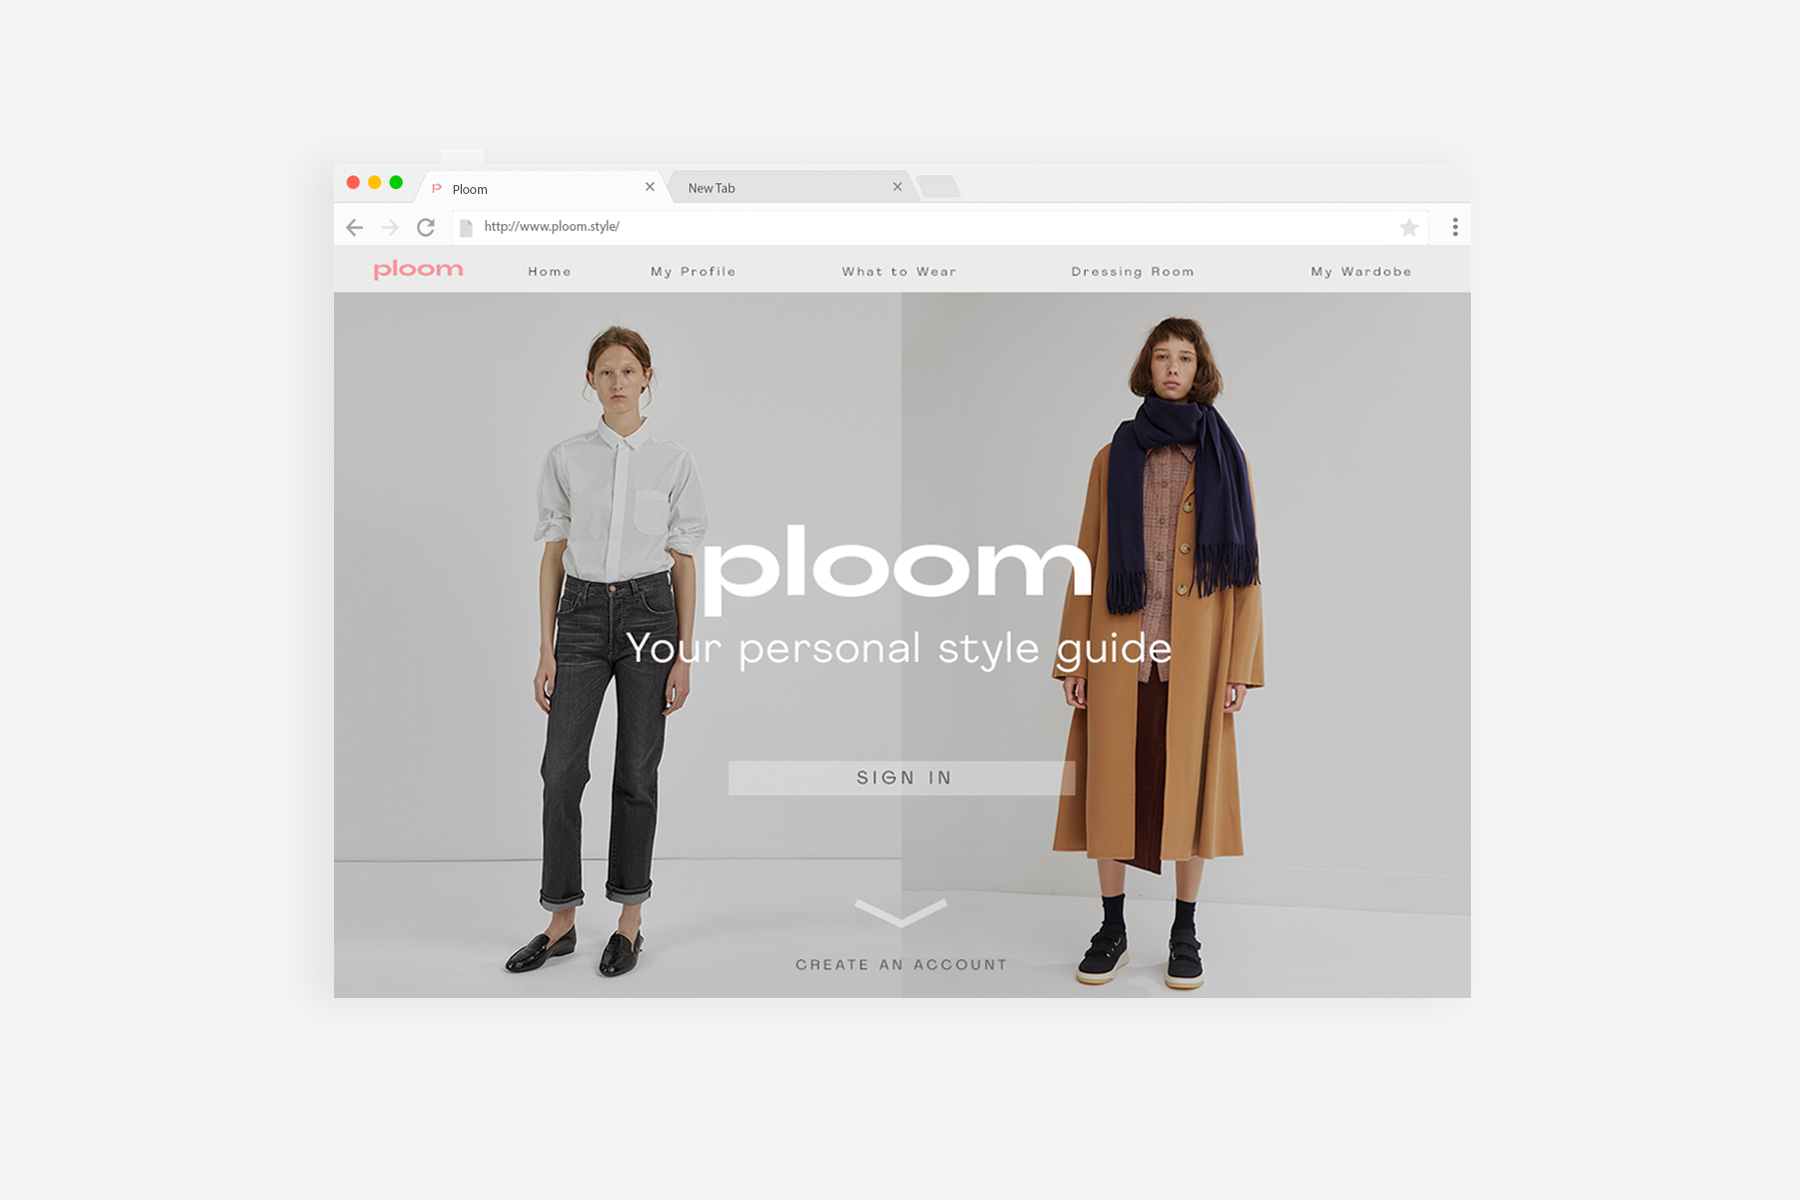 P Ploom
New Tab
http://www.ploom.style/
ploom
Home
My Profile
What to Wear
Dressing Room
My Wardobe
ploom
Your personal style guide
SIGN IN
CREATE AN ACCOUNT